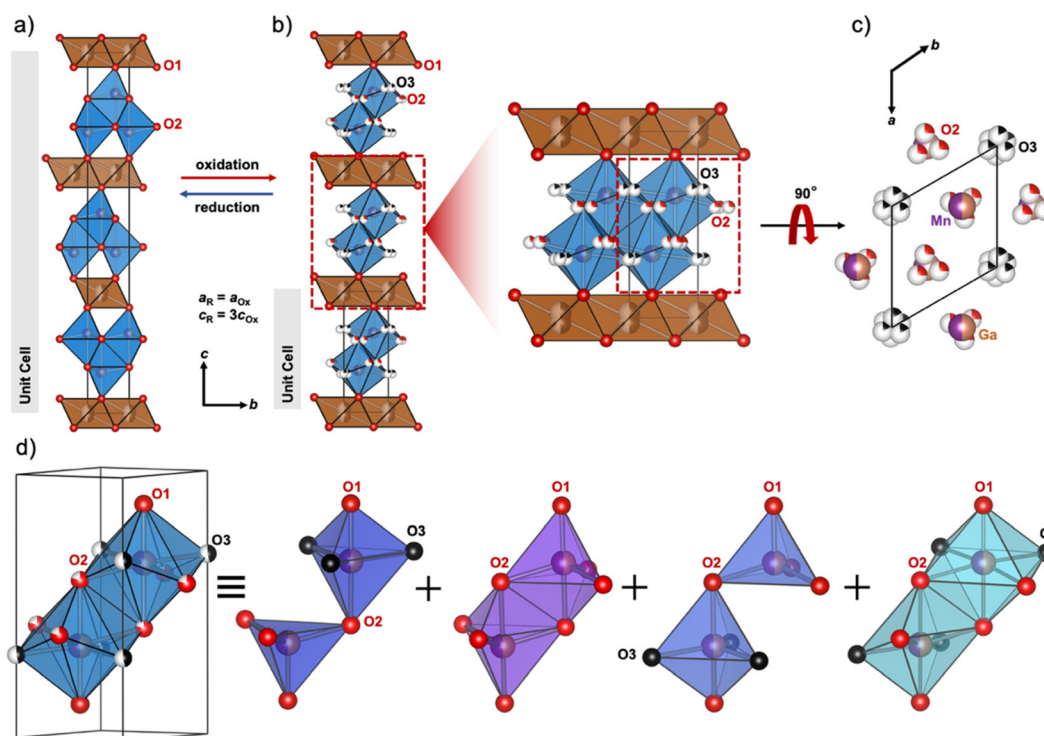 a)
b)
c)
Unit Cell
O1
O2
oxidation
reduction
aR = aOx
cR = 3cOx
c
b
O1
O3
O2
Unit Cell
O3
O2
90°
b
a
O2
O3
Mn
Ga
d)
O1
O2
O3
≡
O1
O3
O2
+
O1
O2
+
O1
O2
O3
+
O1
O2